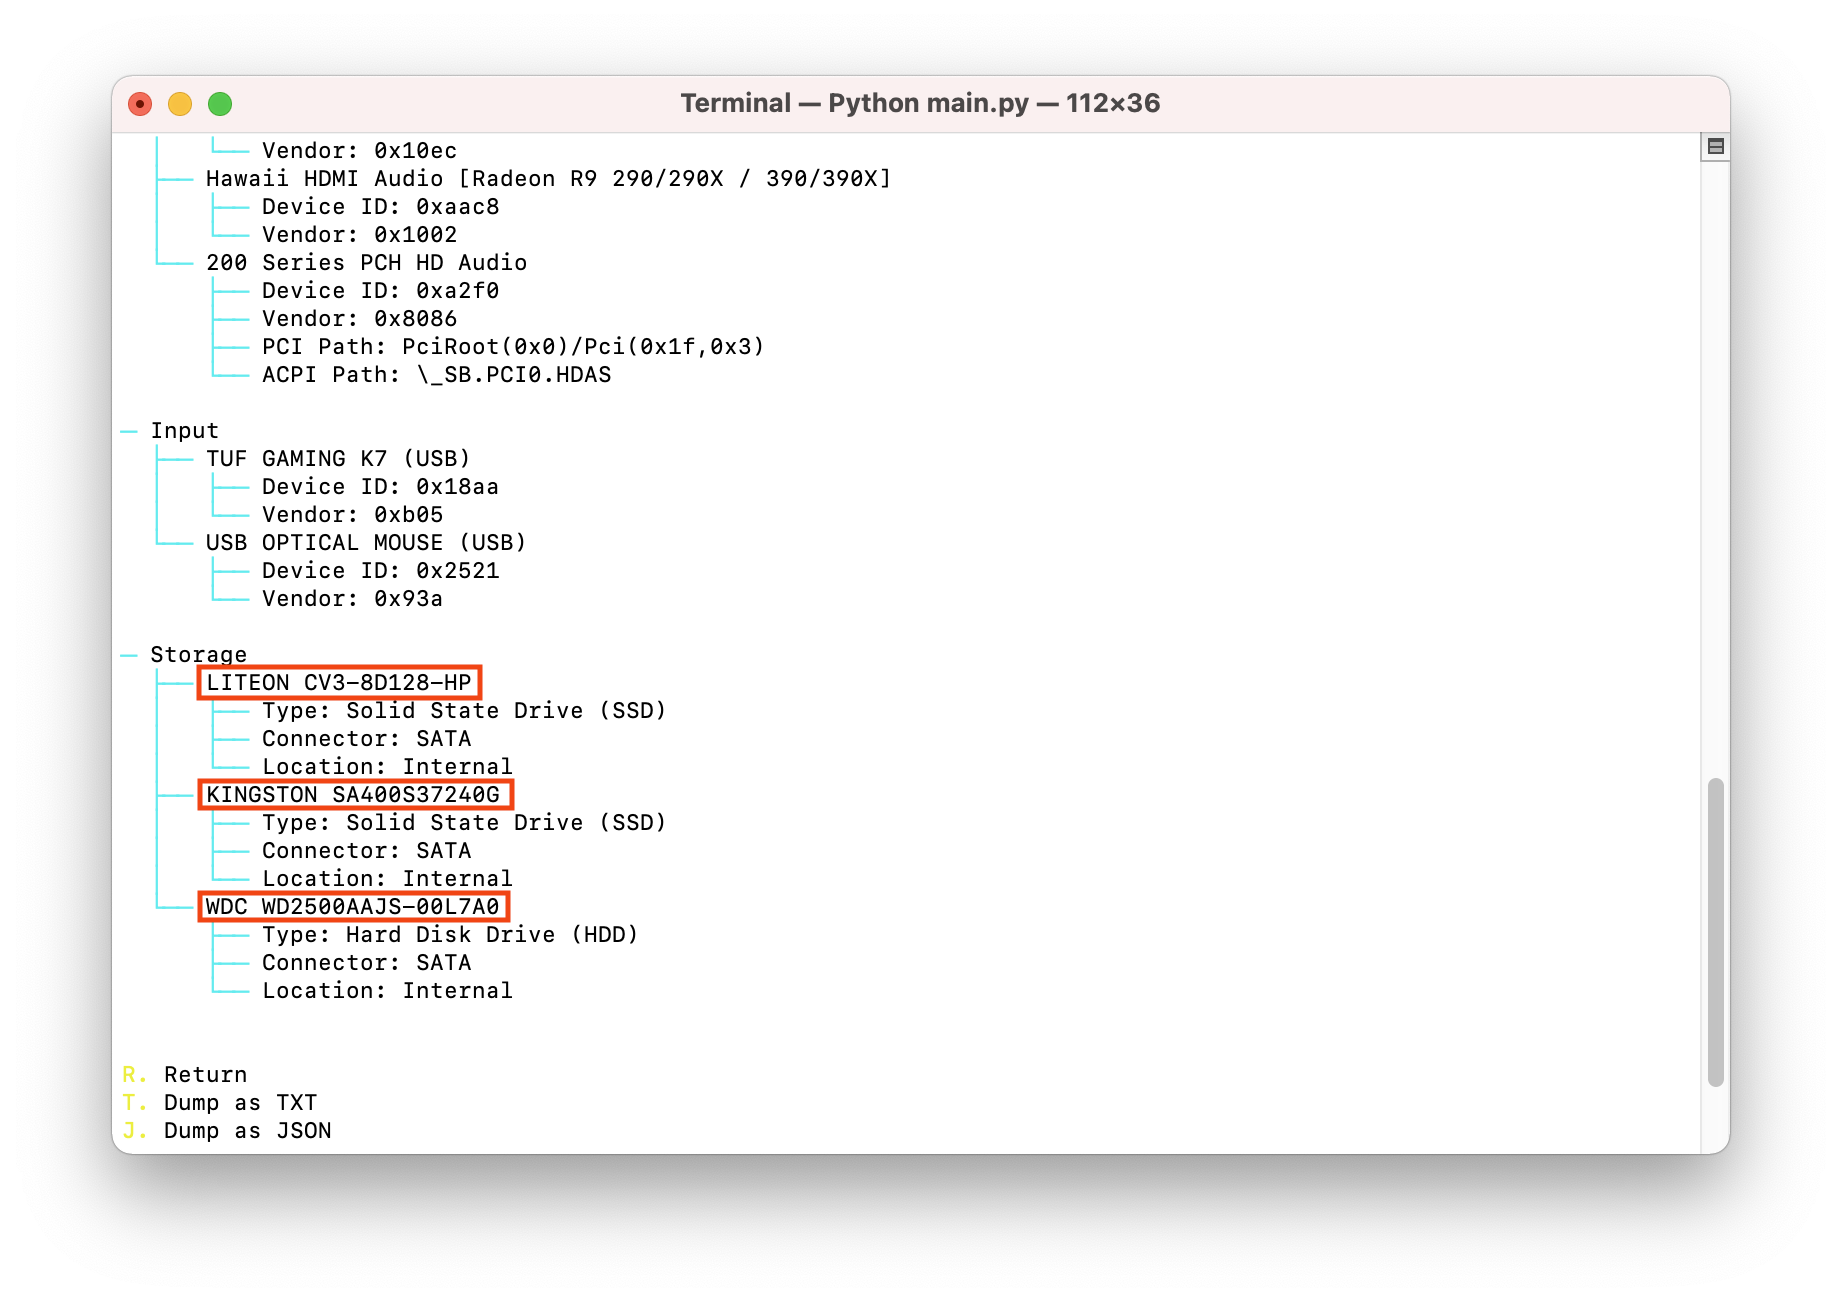 Terminal — Python main.py — 112×36
Vendor: 0x10ec
Hawaii HDMI Audio [Radeon R9 290/290X / 390/390X]
Device ID: 0xaac8
Vendor: 0x1002
200 Series PCH HD Audio
Device ID: 0xa2f0
Vendor: 0x8086
PCI Path: PciRoot(0x0)/Pci(0x1f,0x3)
ACPI Path: \_SB.PCI0.HDAS
Input
TUF GAMING K7 (USB)
Device ID: 0x18aa
Vendor: 0xb05
USB OPTICAL MOUSE (USB)
Device ID: 0x2521
Vendor: 0x93a
Storage
LITEON CV3-8D128-HP
Type: Solid State Drive (SSD)
Connector: SATA
Location: Internal
KINGSTON SA400S37240G
Type: Solid State Drive (SSD)
Connector: SATA
Location: Internal
WDC WD2500AAJS-00L7A0
Type: Hard Disk Drive (HDD)
Connector: SATA
Location: Internal
R. Return
T. Dump as TXT
J. Dump as JSON